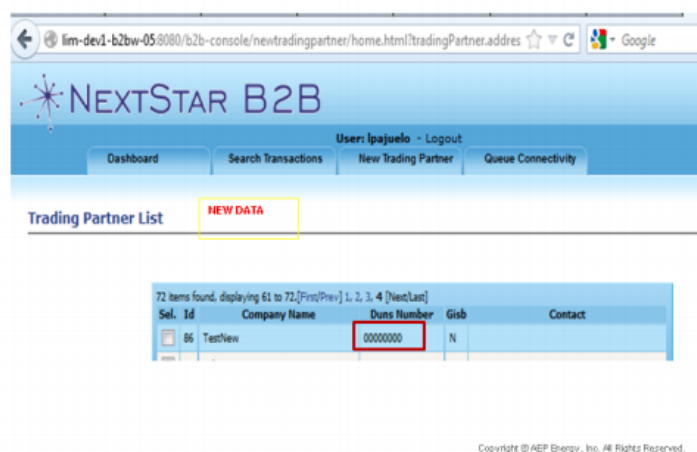 lim-dev1-b2bw-05:8080/b2b-console/newtradingpartner/home.html?tradingPartner.addres
Google
NEXTSTAR B2B
User: lpajuelo - Logout
Dashboard Search Transactions New Trading Partner Queue Connectivity
Trading Partner List
NEW DATA
72 items found, displaying 61 to 72.[First/Prev] 1, 2, 3, 4 [Next/Last]
Sel. Id Company Name Duns Number Gisb Contact
86 TestNew 00000000 N
Copyright © AEP Energy, Inc. All Rights Reserved.